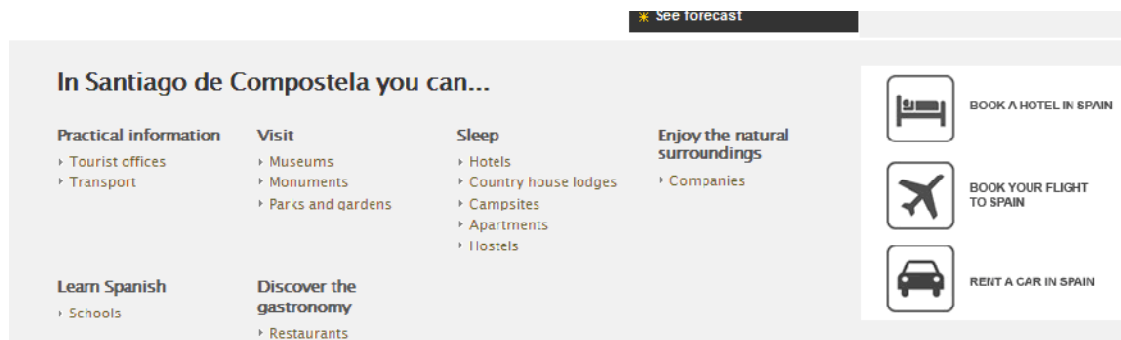 See forecast
In Santiago de Compostela you can...
Practical information
Tourist offices
Transport
Visit
Museums
Monuments
Parks and gardens
Sleep
Hotels
Country house lodges
Campsites
Apartments
Hostels
Enjoy the natural
surroundings
Companies
Learn Spanish
Schools
Discover the
gastronomy
Restaurants
BOOK A HOTEL IN SPAIN
BOOK YOUR FLIGHT
TO SPAIN
RENT A CAR IN SPAIN